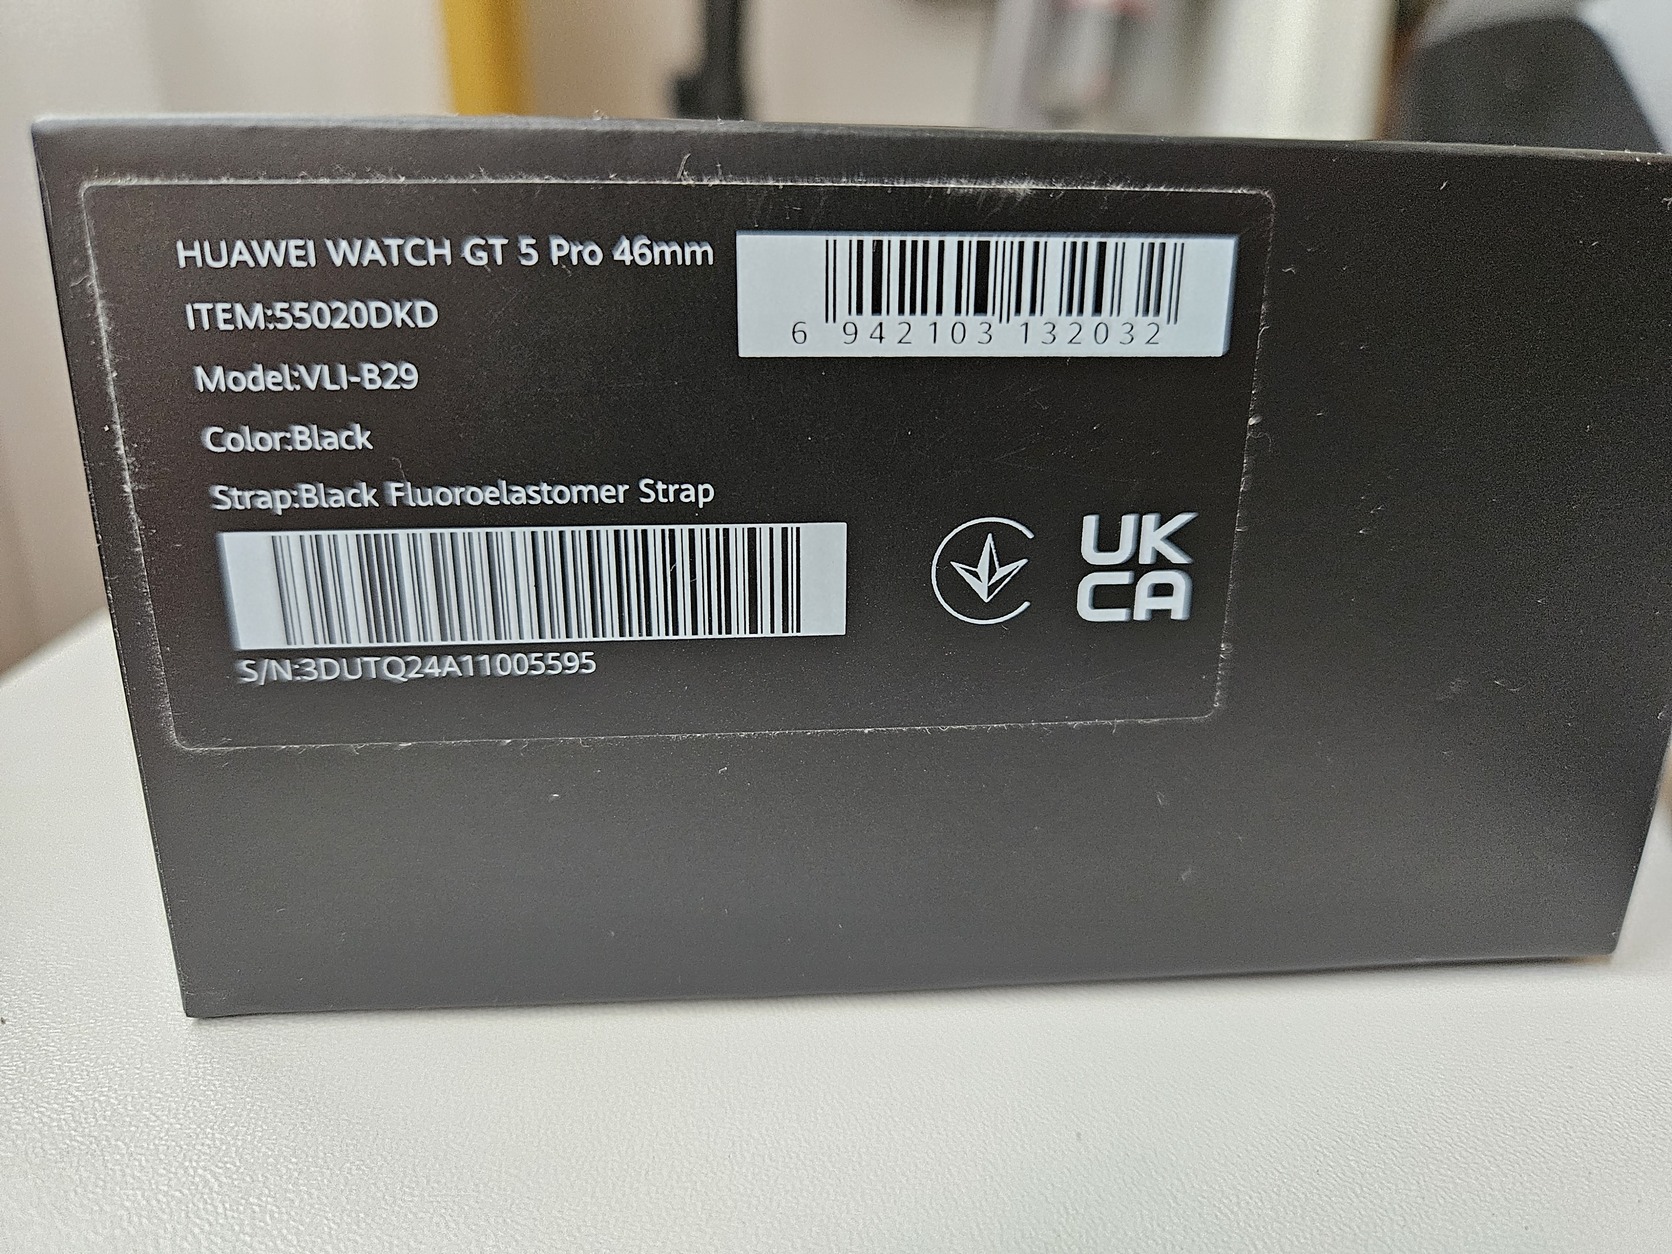 HUAWEI WATCH GT 5 Pro 46mm
ITEM:55020DKD
Model:VLI-B29
Color:Black
Strap:Black Fluoroelastomer Strap
S/N:3DUTQ24A11005595
6 942103 132032
UK
CA